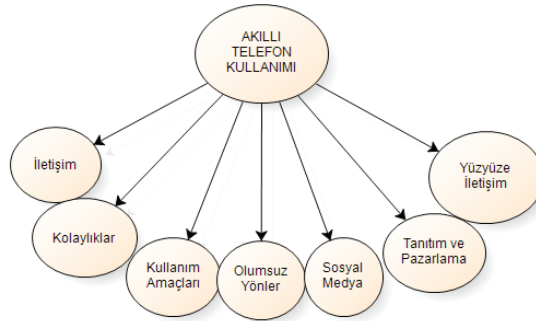 AKILLI
TELEFON
KULLANIMI
İletişim
Kolaylıklar
Kullanım
Amaçları
Olumsuz
Yönler
Sosyal
Medya
Tanıtım ve
Pazarlama
Yüzyüze
İletişim